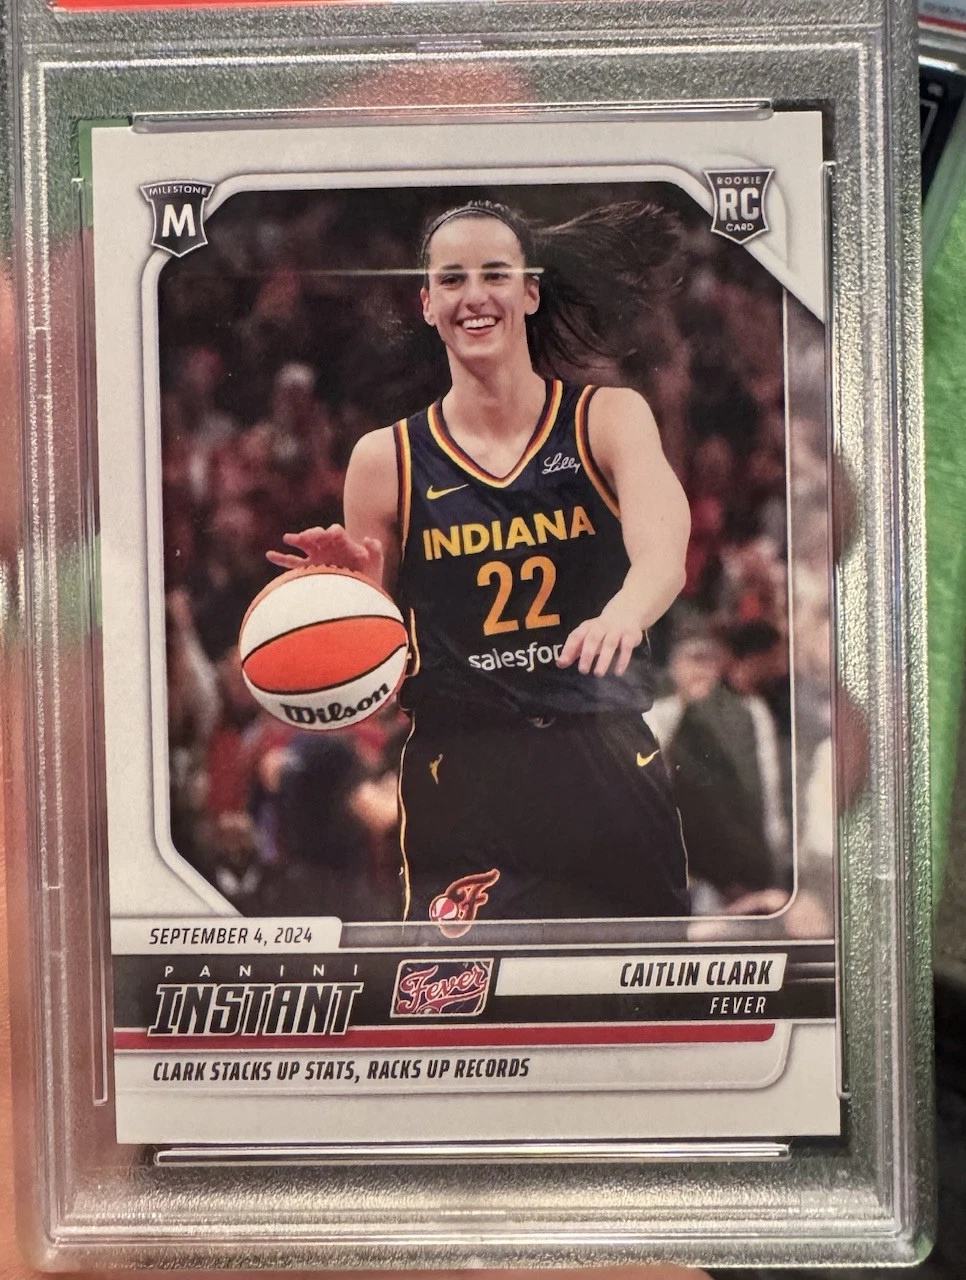 MILESTONE
M
ROOKIE
RC
CARD
Lilly
INDIANA
22
salesfor
Wilson
F
SEPTEMBER 4, 2024
PANINI
INSTANT
Fever
CAITLIN CLARK
FEVER
CLARK STACKS UP STATS, RACKS UP RECORDS